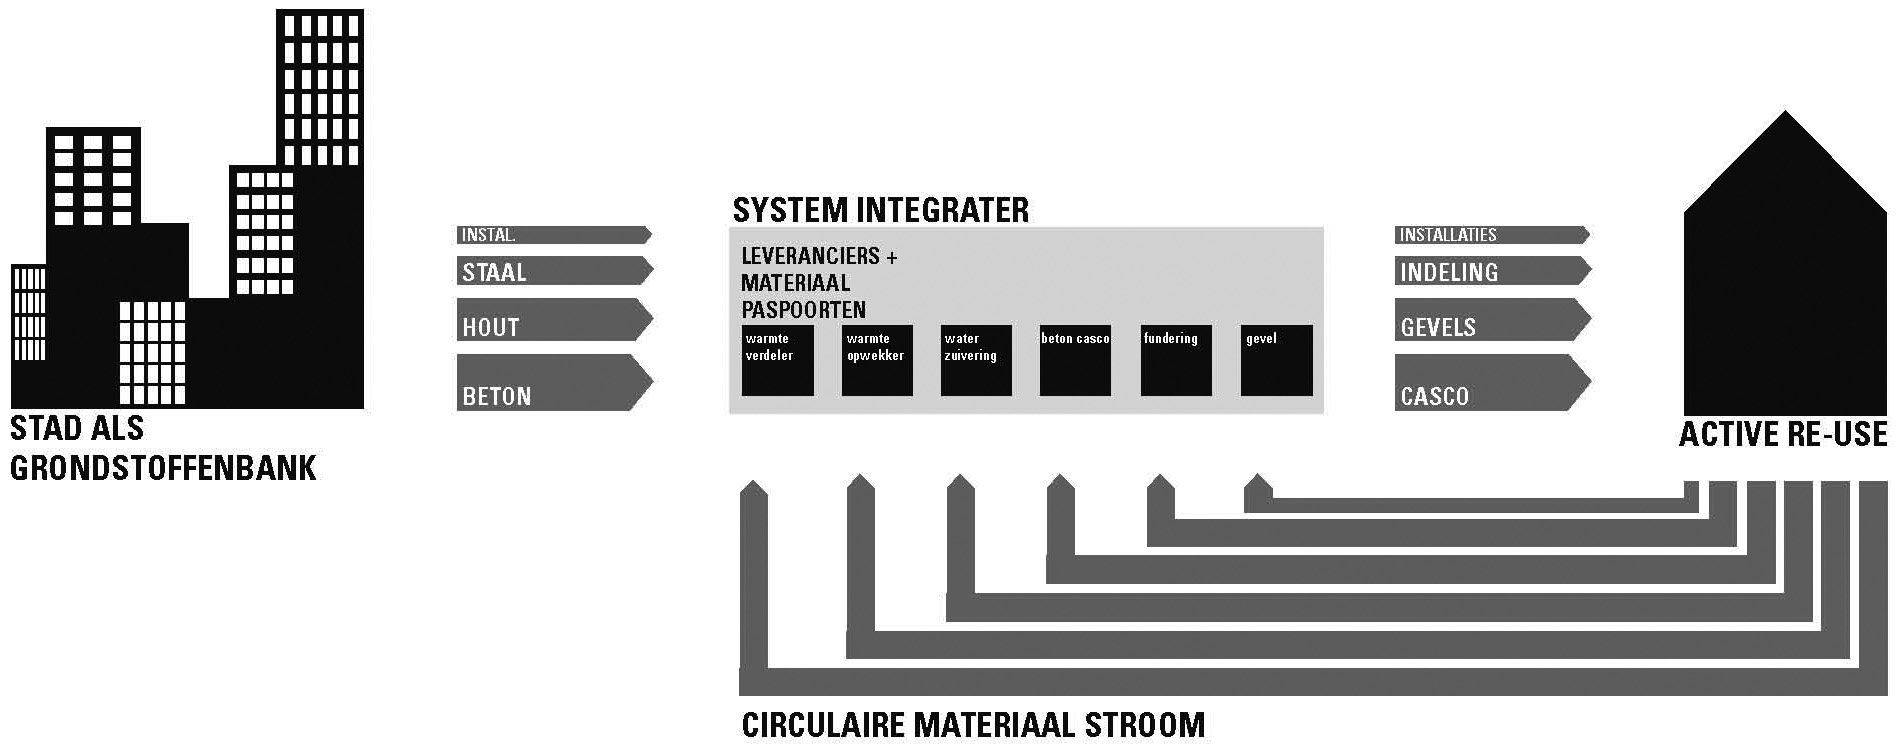 STAD ALS
GRONDSTOFFENBANK
INSTAL.
STAAL
HOUT
BETON
SYSTEM INTEGRATER
LEVERANCIERS +
MATERIAAL
PASPOORTEN
warmte
verdeler
warmte
opwekker
water
zuivering
beton casco
fundering
gevel
INSTALLATIES
INDELING
GEVELS
CASCO
ACTIVE RE-USE
CIRCULAIRE MATERIAAL STROOM